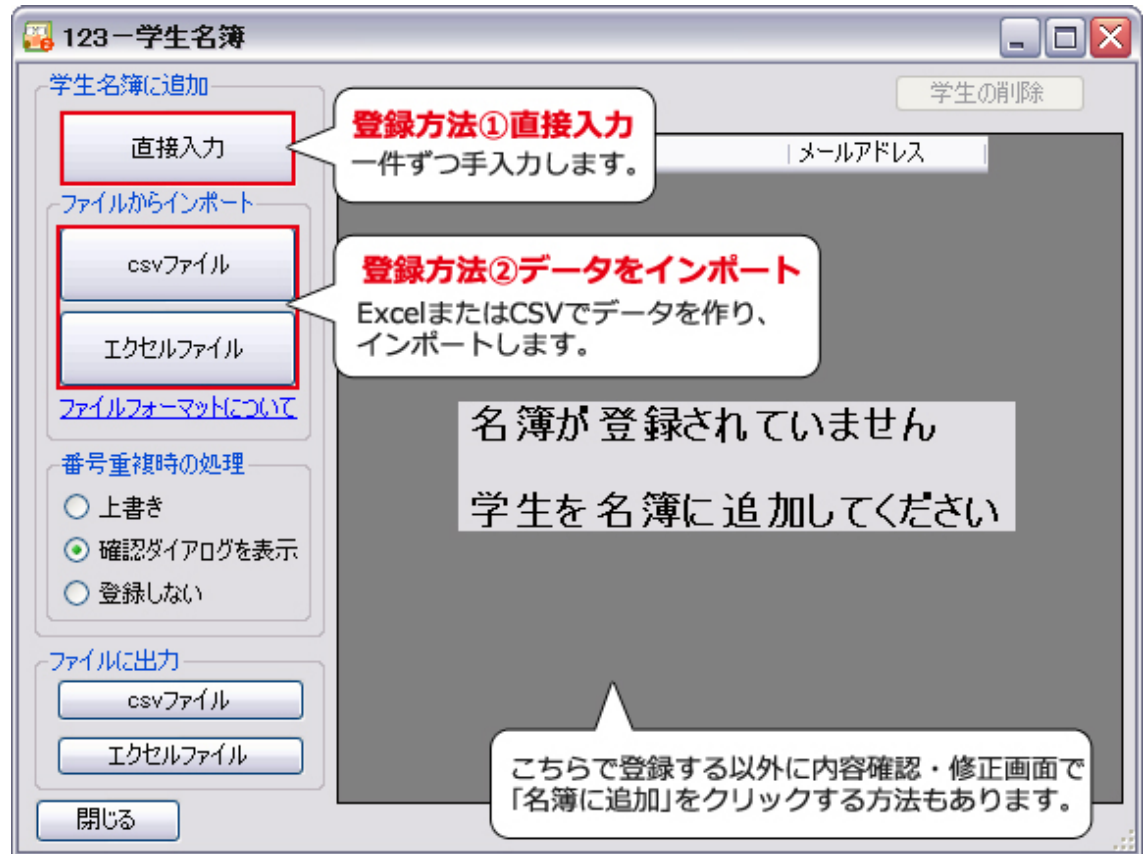 123－学生名簿
学生名簿に追加
学生の削除
直接入力
登録方法①直接入力
一件ずつ手入力します。
メールアドレス
ファイルからインポート
csvファイル
エクセルファイル
登録方法②データをインポート
ExcelまたはCSVでデータを作り、
インポートします。
ファイルフォーマットについて
名簿が登録されていません
学生を名簿に追加してください
番号重複時の処理
上書き
確認ダイアログを表示
登録しない
ファイルに出力
csvファイル
エクセルファイル
こちらで登録する以外に内容確認・修正画面で
「名簿に追加」をクリックする方法もあります。
閉じる